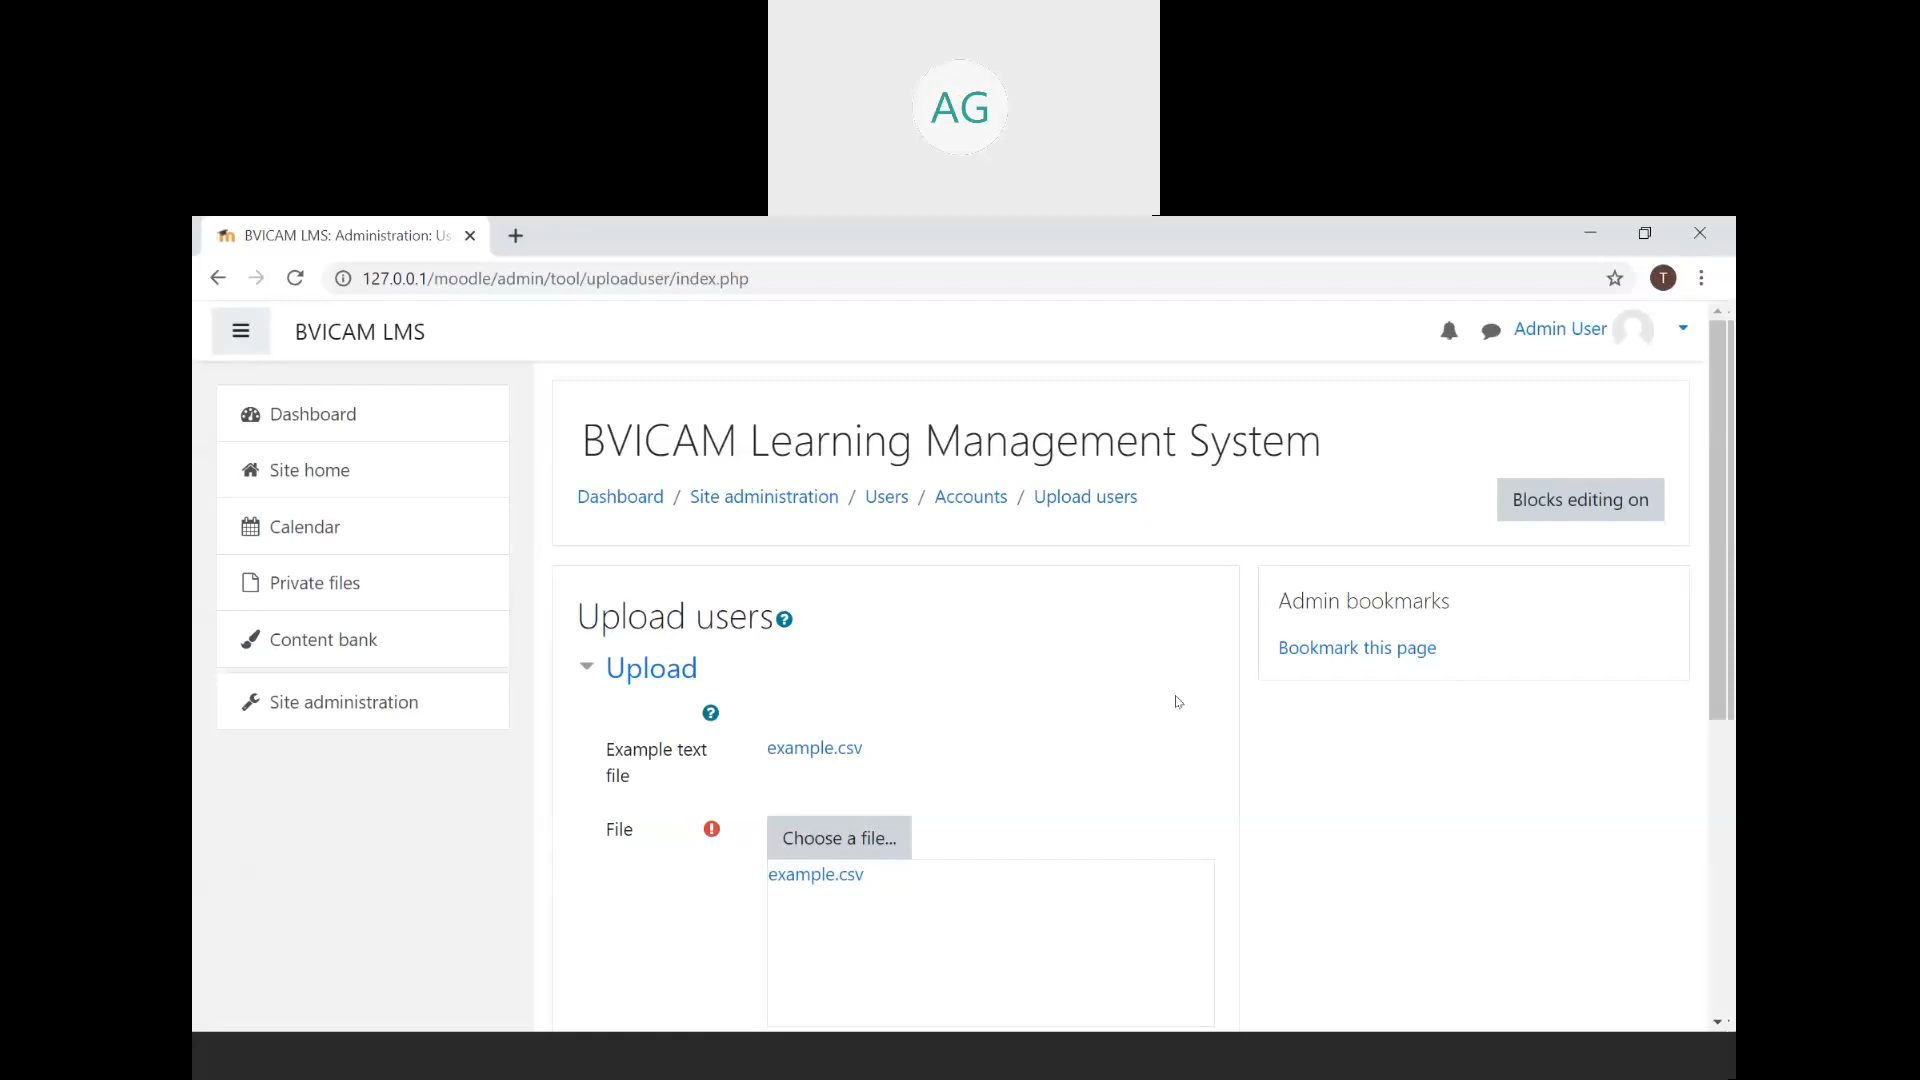 AG
BVICAM LMS: Administration: Us
127.0.0.1/moodle/admin/tool/uploaduser/index.php
T
BVICAM LMS
Admin User
Dashboard
Site home
Calendar
Private files
Content bank
Site administration
BVICAM Learning Management System
Dashboard / Site administration / Users / Accounts / Upload users
Blocks editing on
Upload users
Upload
Example text
file
example.csv
File
Choose a file...
example.csv
Admin bookmarks
Bookmark this page